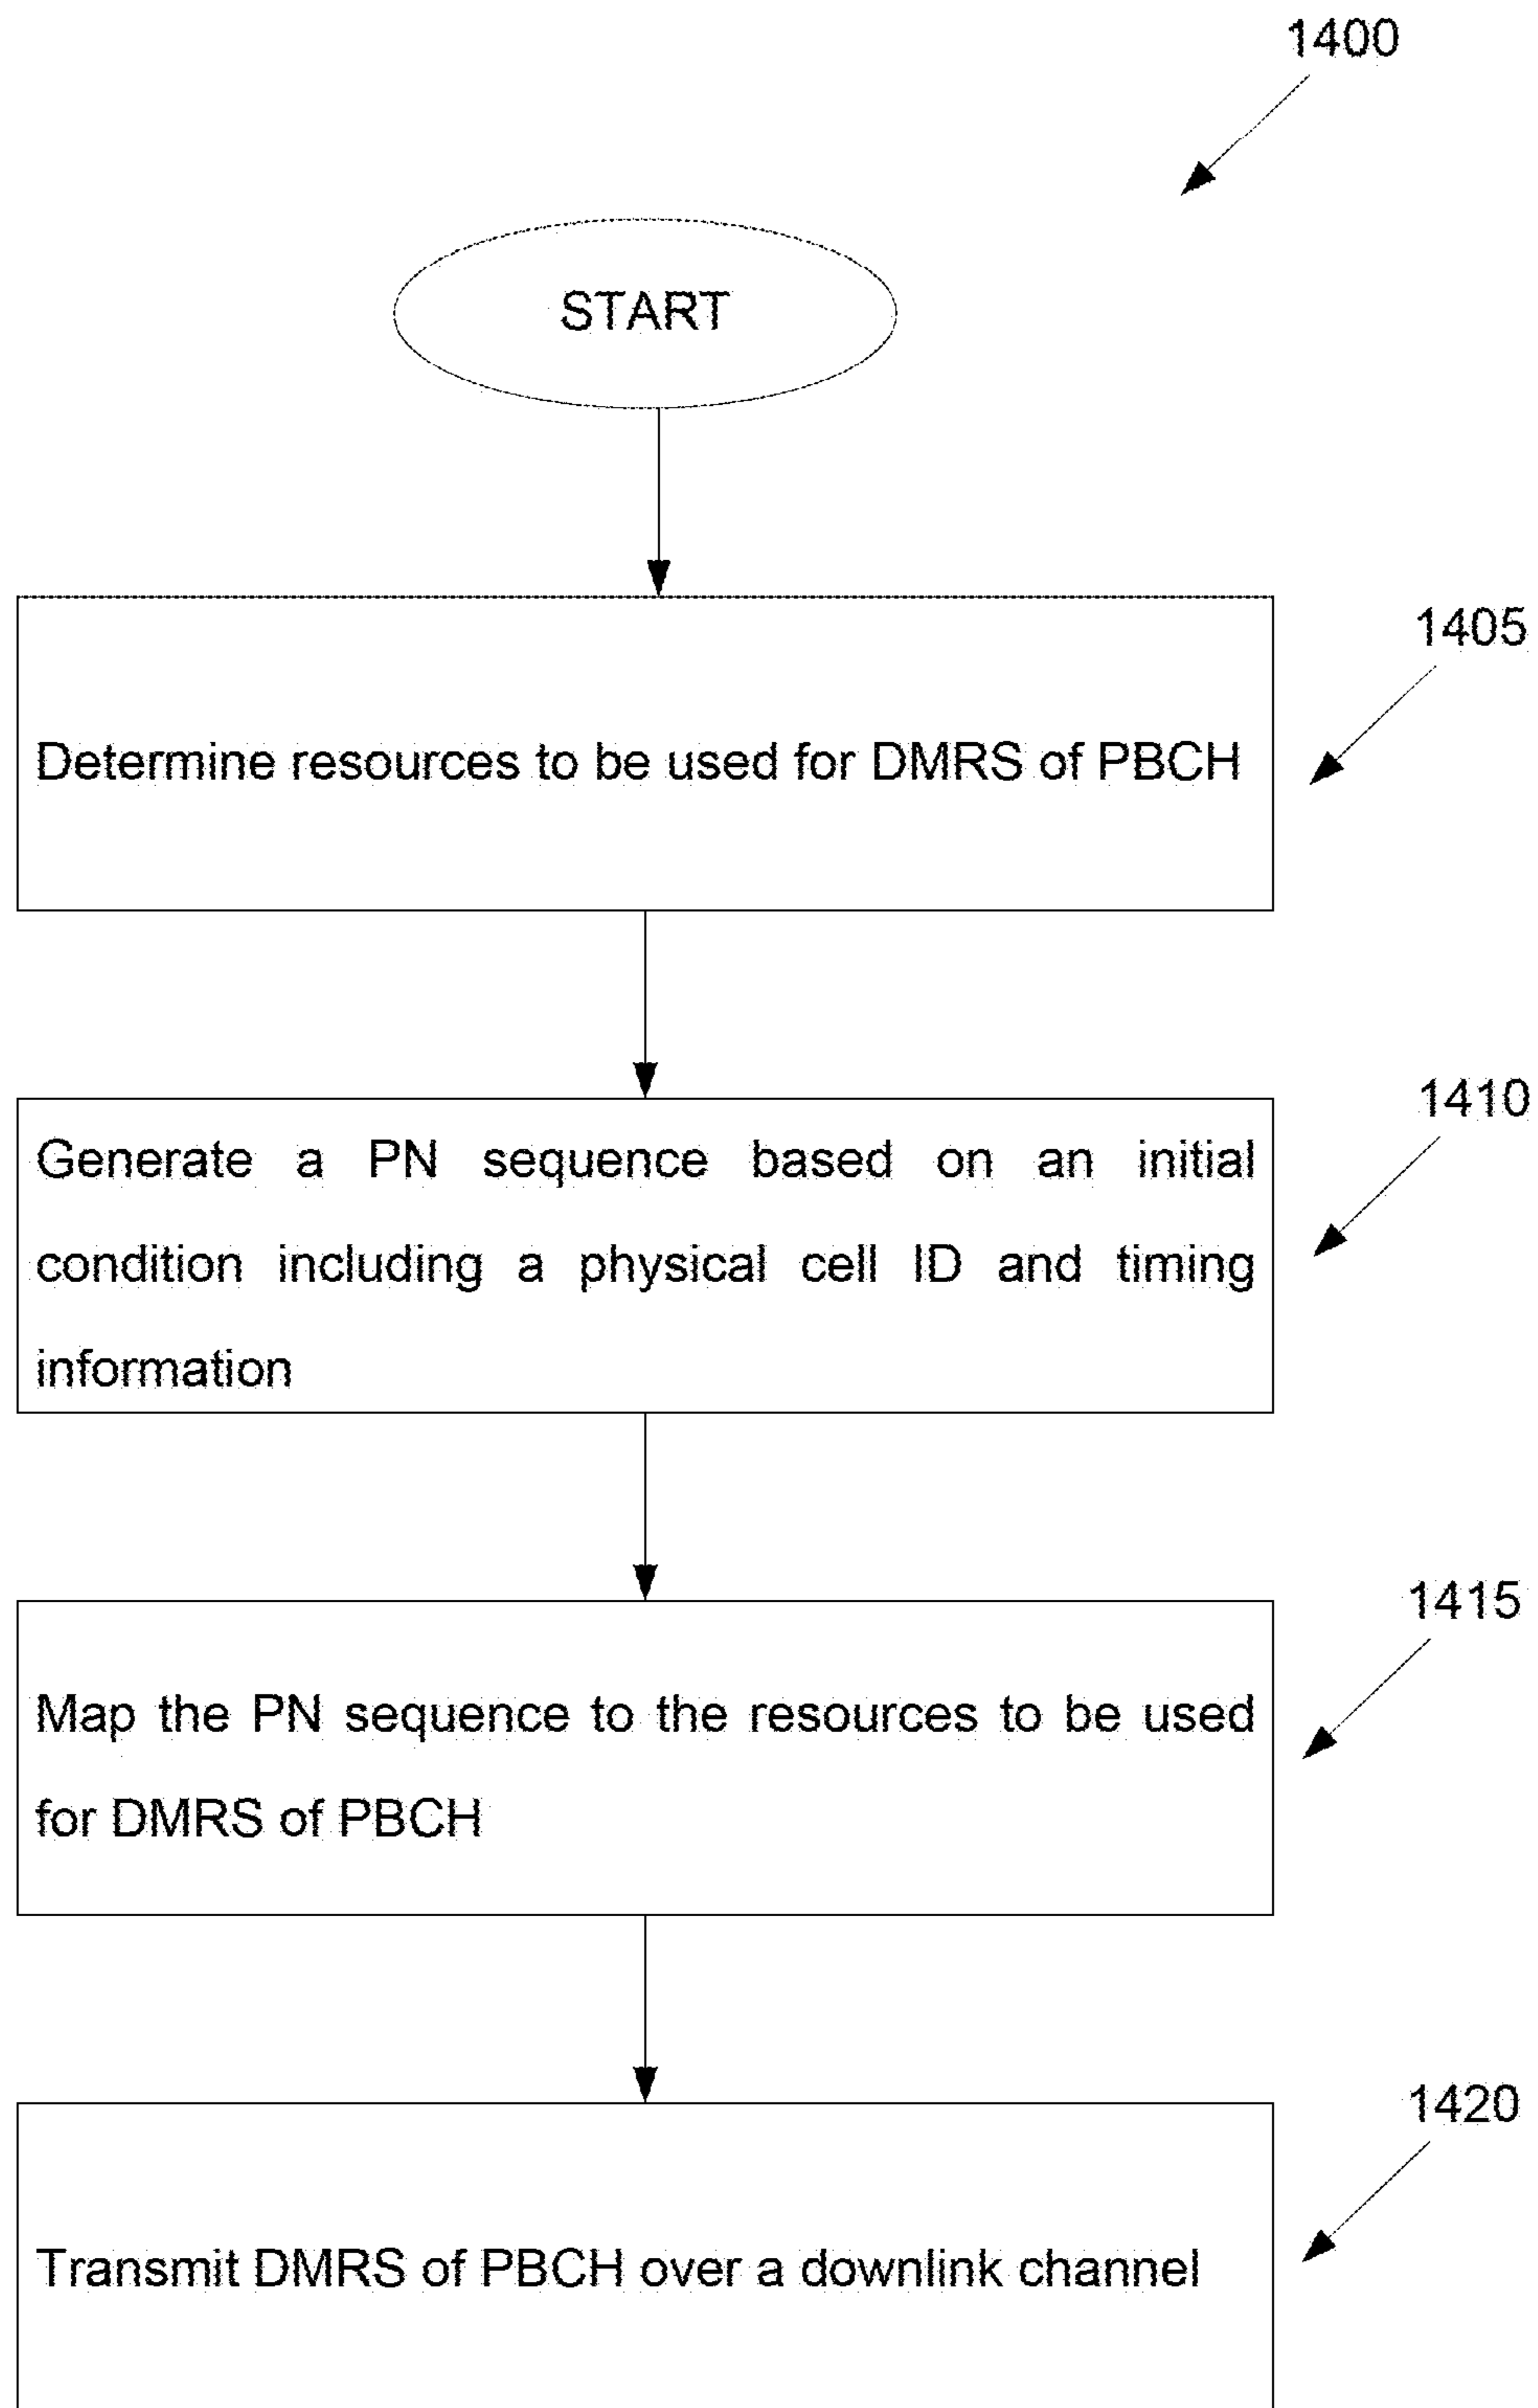 1400
START
1405
Determine resources to be used for DMRS of PBCH
1410
Generate a PN sequence based on an initial
condition including a physical cell ID and timing
information
1415
Map the PN sequence to the resources to be used
for DMRS of PBCH
1420
Transmit DMRS of PBCH over a downlink channel